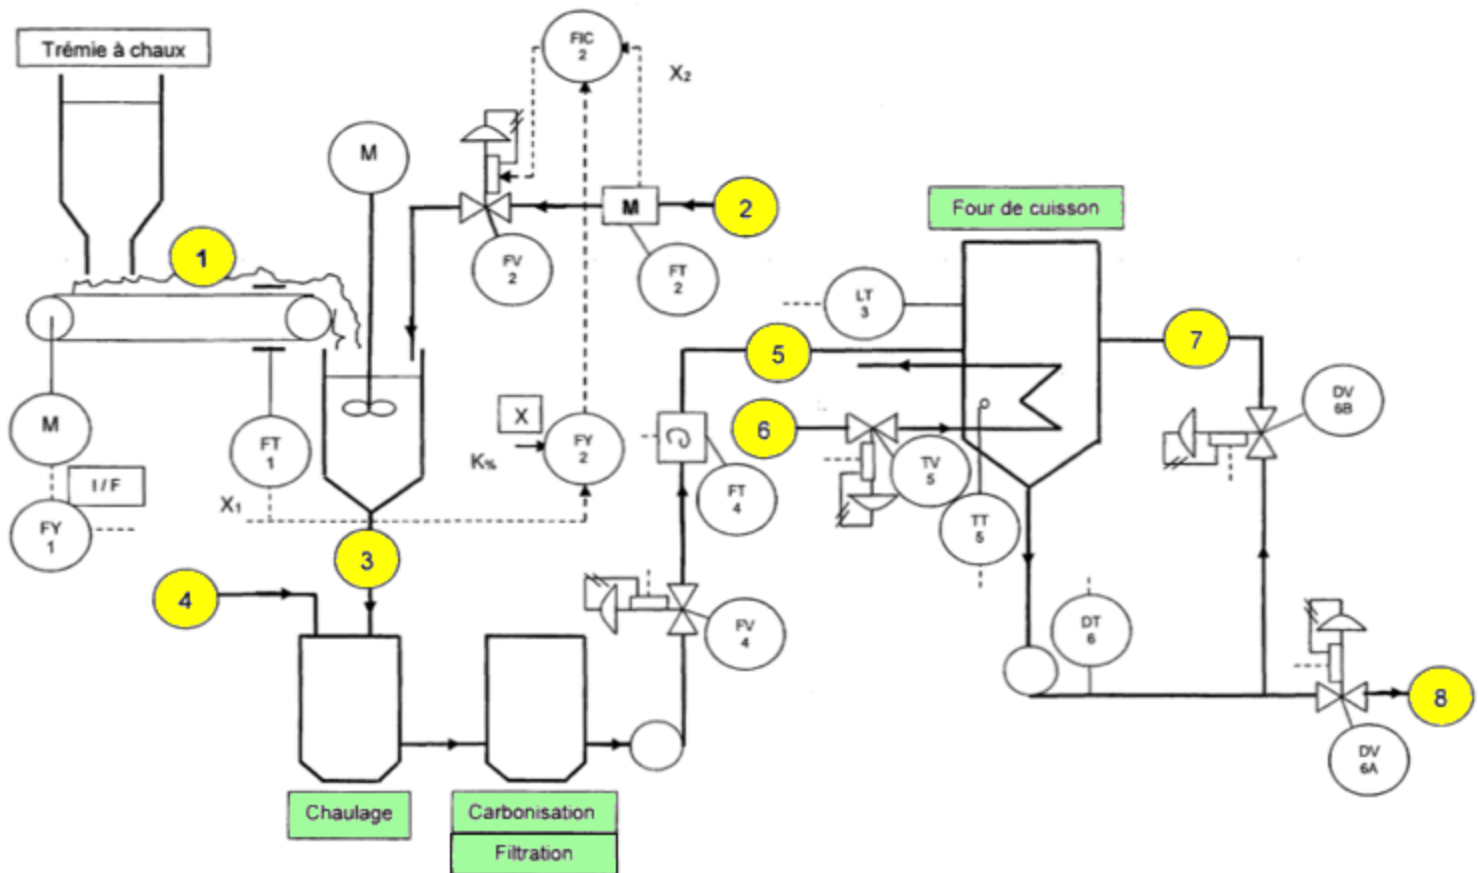 Trémie à chaux
FIC
2
X₂
M
1
M
2
FV
2
FT
2
Four de cuisson
LT
3
5
7
6
DV
6B
M
FT
1
X
K%
FY
2
FT
4
TV
5
TT
5
I / F
FY
1
X₁
3
4
FV
4
DT
6
8
DV
6A
Chaulage
Carbonisation
Filtration